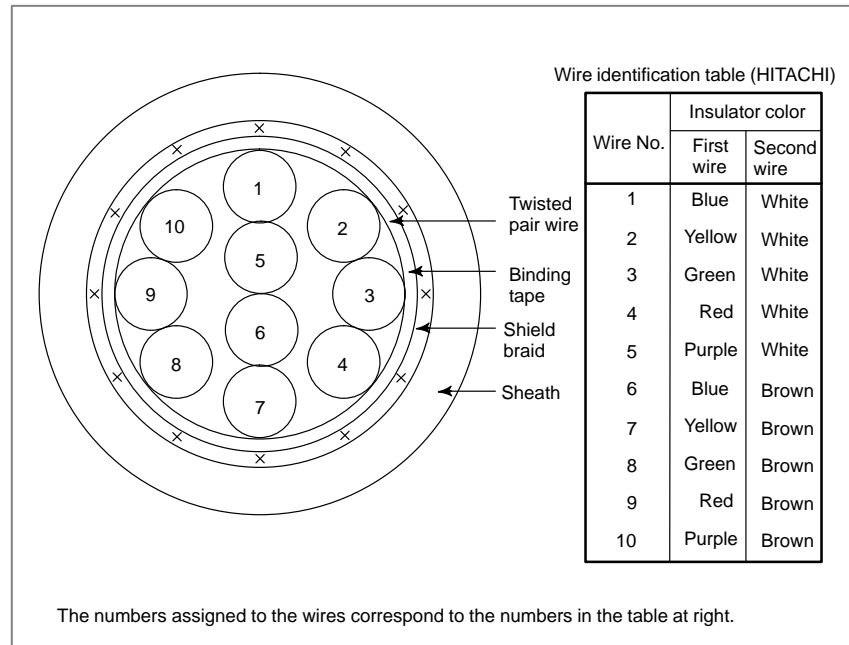 Wire identification table (HITACHI)
Wire No.
Insulator color
First
wire
Second
wire
1 Blue White
2 Yellow White
3 Green White
4 Red White
5 Purple White
6 Blue Brown
7 Yellow Brown
8 Green Brown
9 Red Brown
10 Purple Brown
1
10
2
5
9
3
6
8
4
7
Twisted
pair wire
Binding
tape
Shield
braid
Sheath
The numbers assigned to the wires correspond to the numbers in the table at right.